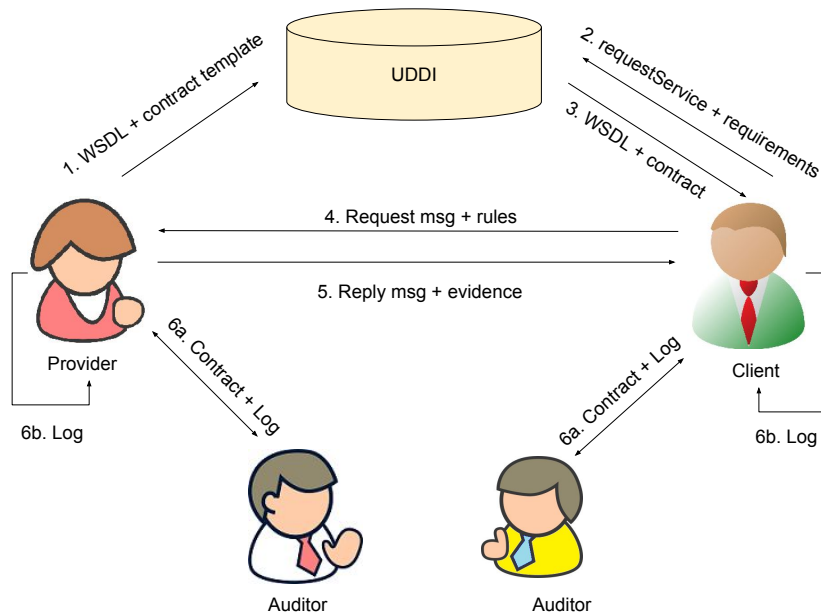 UDDI
1. WSDL + contract template
2. requestService + requirements
3. WSDL + contract
4. Request msg + rules
5. Reply msg + evidence
Provider
Client
6a. Contract + Log
6a. Contract + Log
6b. Log
6b. Log
Auditor
Auditor